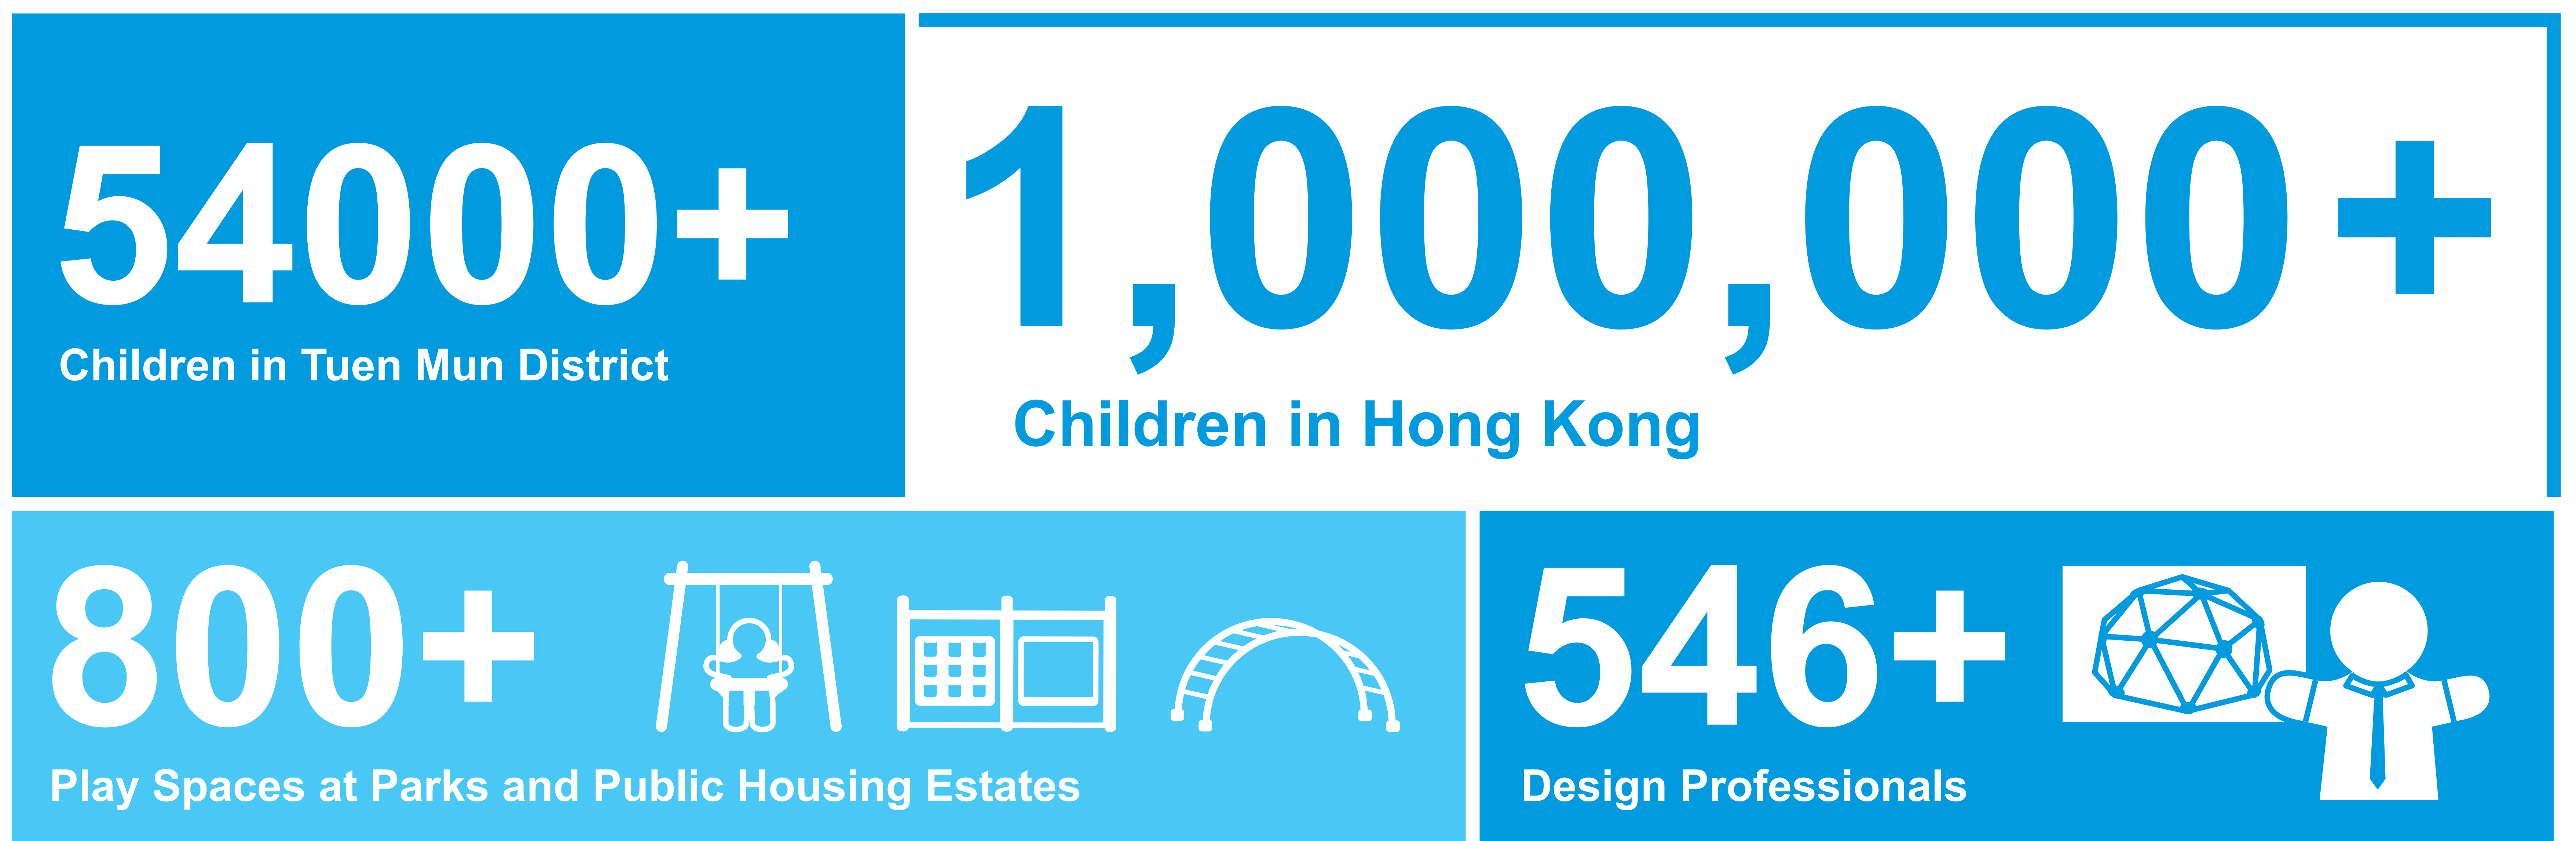 54000+
Children in Tuen Mun District
1,000,000+
Children in Hong Kong
800+
Play Spaces at Parks and Public Housing Estates
546+
Design Professionals